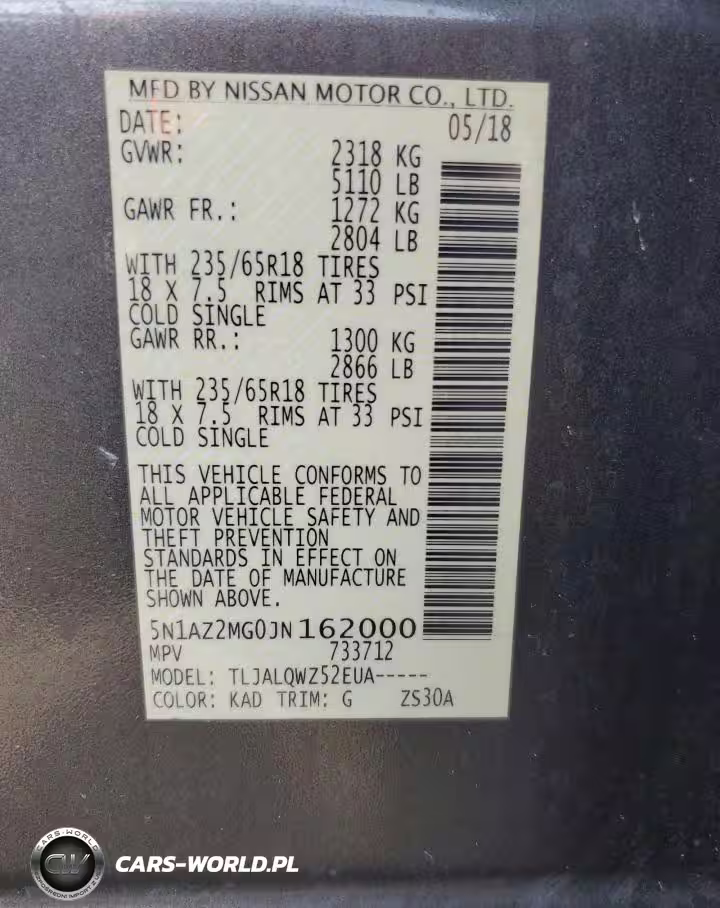 MFD BY NISSAN MOTOR CO., LTD.
DATE: 05/18
GVWR: 2318 KG
5110 LB
GAWR FR.: 1272 KG
2804 LB
WITH 235/65R18 TIRES
18 X 7.5 RIMS AT 33 PSI
COLD SINGLE
GAWR RR.: 1300 KG
2866 LB
WITH 235/65R18 TIRES
18 X 7.5 RIMS AT 33 PSI
COLD SINGLE
THIS VEHICLE CONFORMS TO
ALL APPLICABLE FEDERAL
MOTOR VEHICLE SAFETY AND
THEFT PREVENTION
STANDARDS IN EFFECT ON
THE DATE OF MANUFACTURE
SHOWN ABOVE.
5N1AZ2MG0JN162000
MPV 733712
MODEL: TLJALQWZ52EUA-----
COLOR: KAD TRIM: G ZS30A
CARS-WORLD
CW
CARS-WORLD.PL